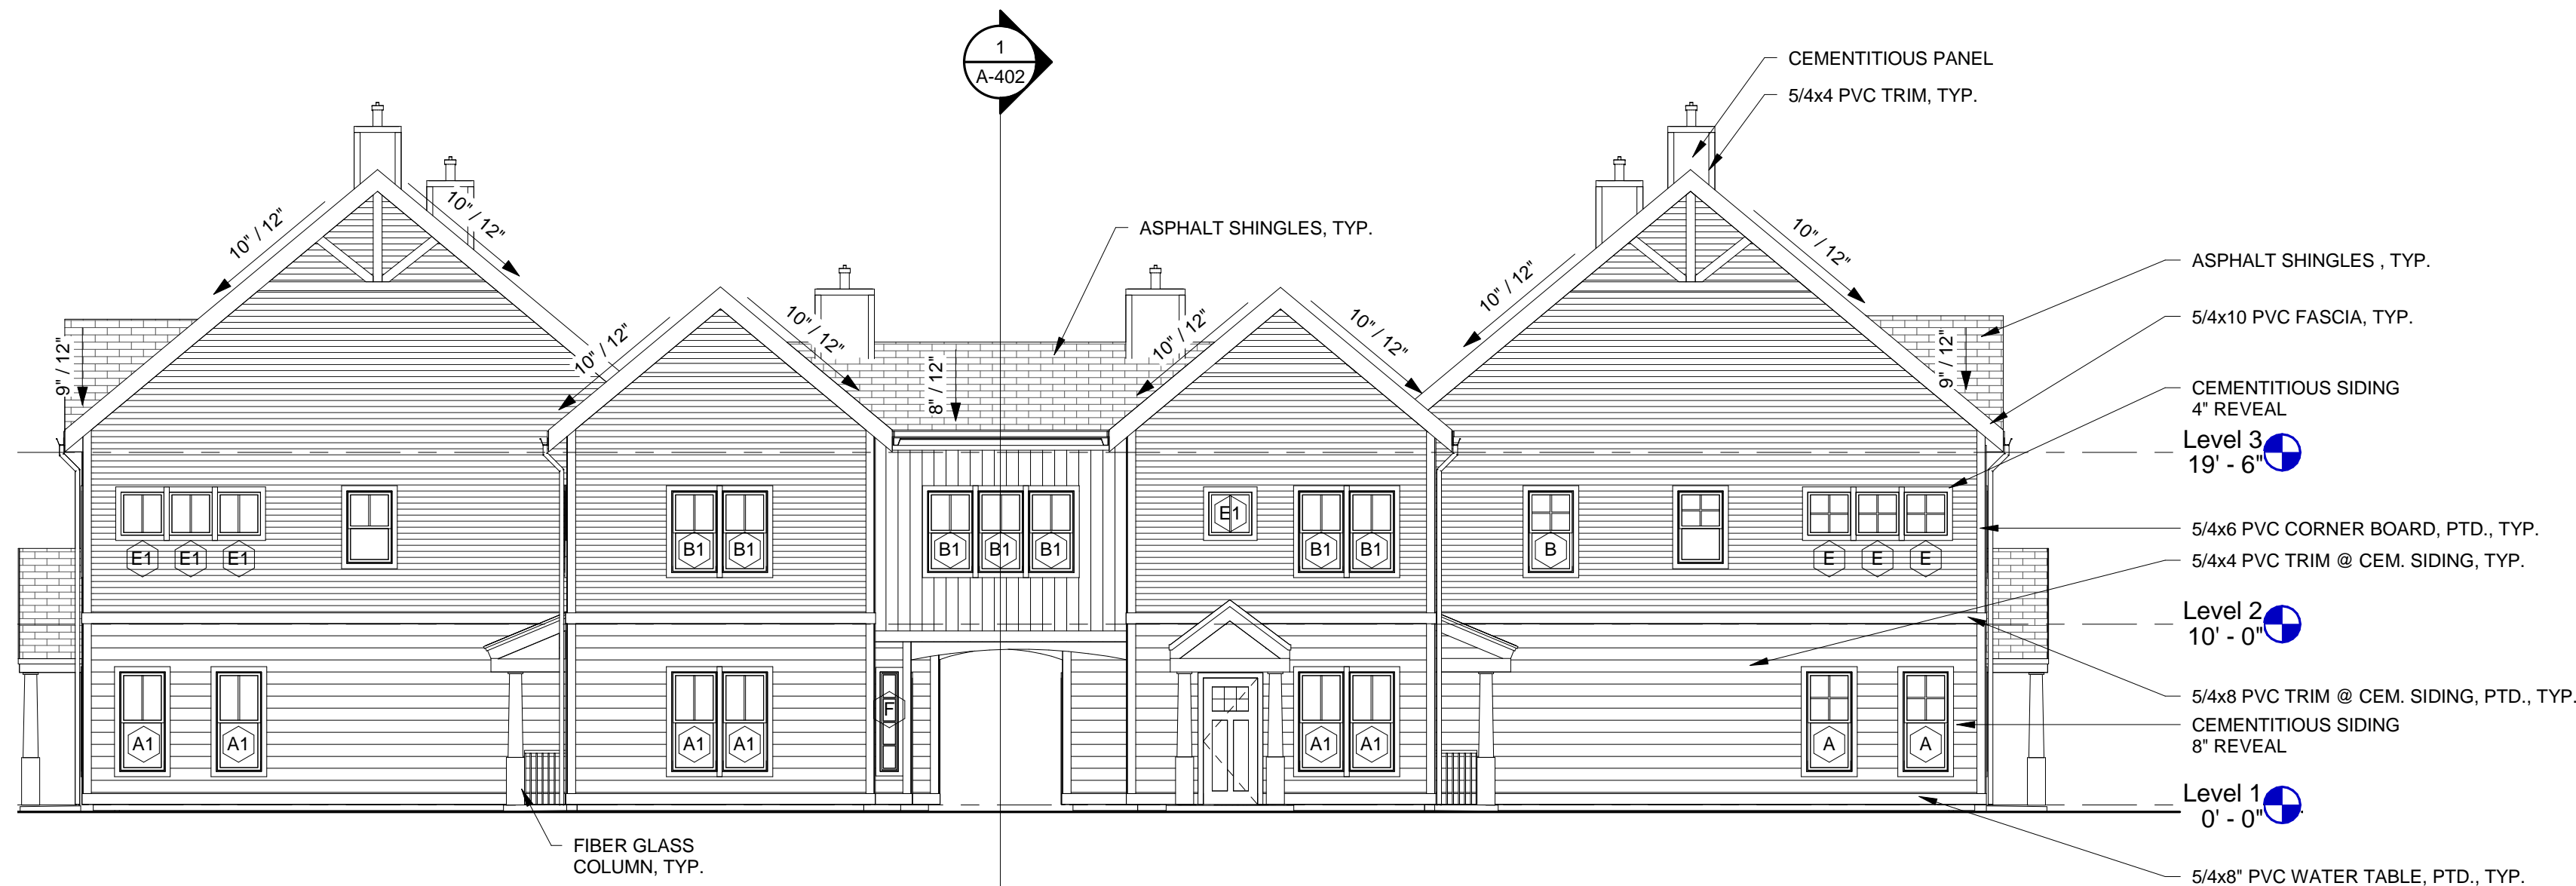 1
A-402
CEMENTITIOUS PANEL
5/4x4 PVC TRIM, TYP.
10" / 12"
10" / 12"
ASPHALT SHINGLES, TYP.
10" / 12"
10" / 12"
ASPHALT SHINGLES , TYP.
5/4x10 PVC FASCIA, TYP.
9" / 12"
10" / 12"
10" / 12"
8" / 12"
10" / 12"
10" / 12"
9" / 12"
CEMENTITIOUS SIDING
4" REVEAL
Level 3
19' - 6"
E1 E1 E1
B1 B1
B1 B1 B1
E1
B1 B1
B
E E E
5/4x6 PVC CORNER BOARD, PTD., TYP.
5/4x4 PVC TRIM @ CEM. SIDING, TYP.
Level 2
10' - 0"
5/4x8 PVC TRIM @ CEM. SIDING, PTD., TYP.
CEMENTITIOUS SIDING
8" REVEAL
A1 A1
A1 A1
F
A1 A1
A A
Level 1
0' - 0"
FIBER GLASS
COLUMN, TYP.
5/4x8" PVC WATER TABLE, PTD., TYP.